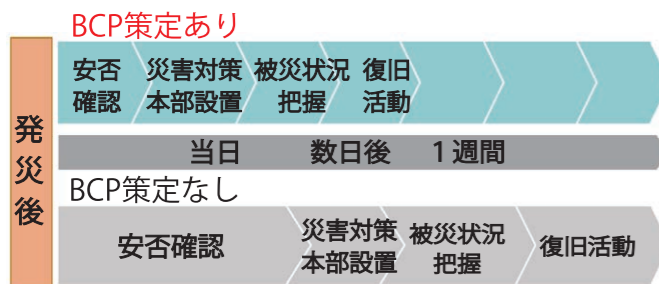 BCP策定あり
発災後
安否確認
災害対策本部設置
被災状況把握
復旧活動
当日 数日後 1週間
BCP策定なし
安否確認
災害対策本部設置
被災状況把握
復旧活動